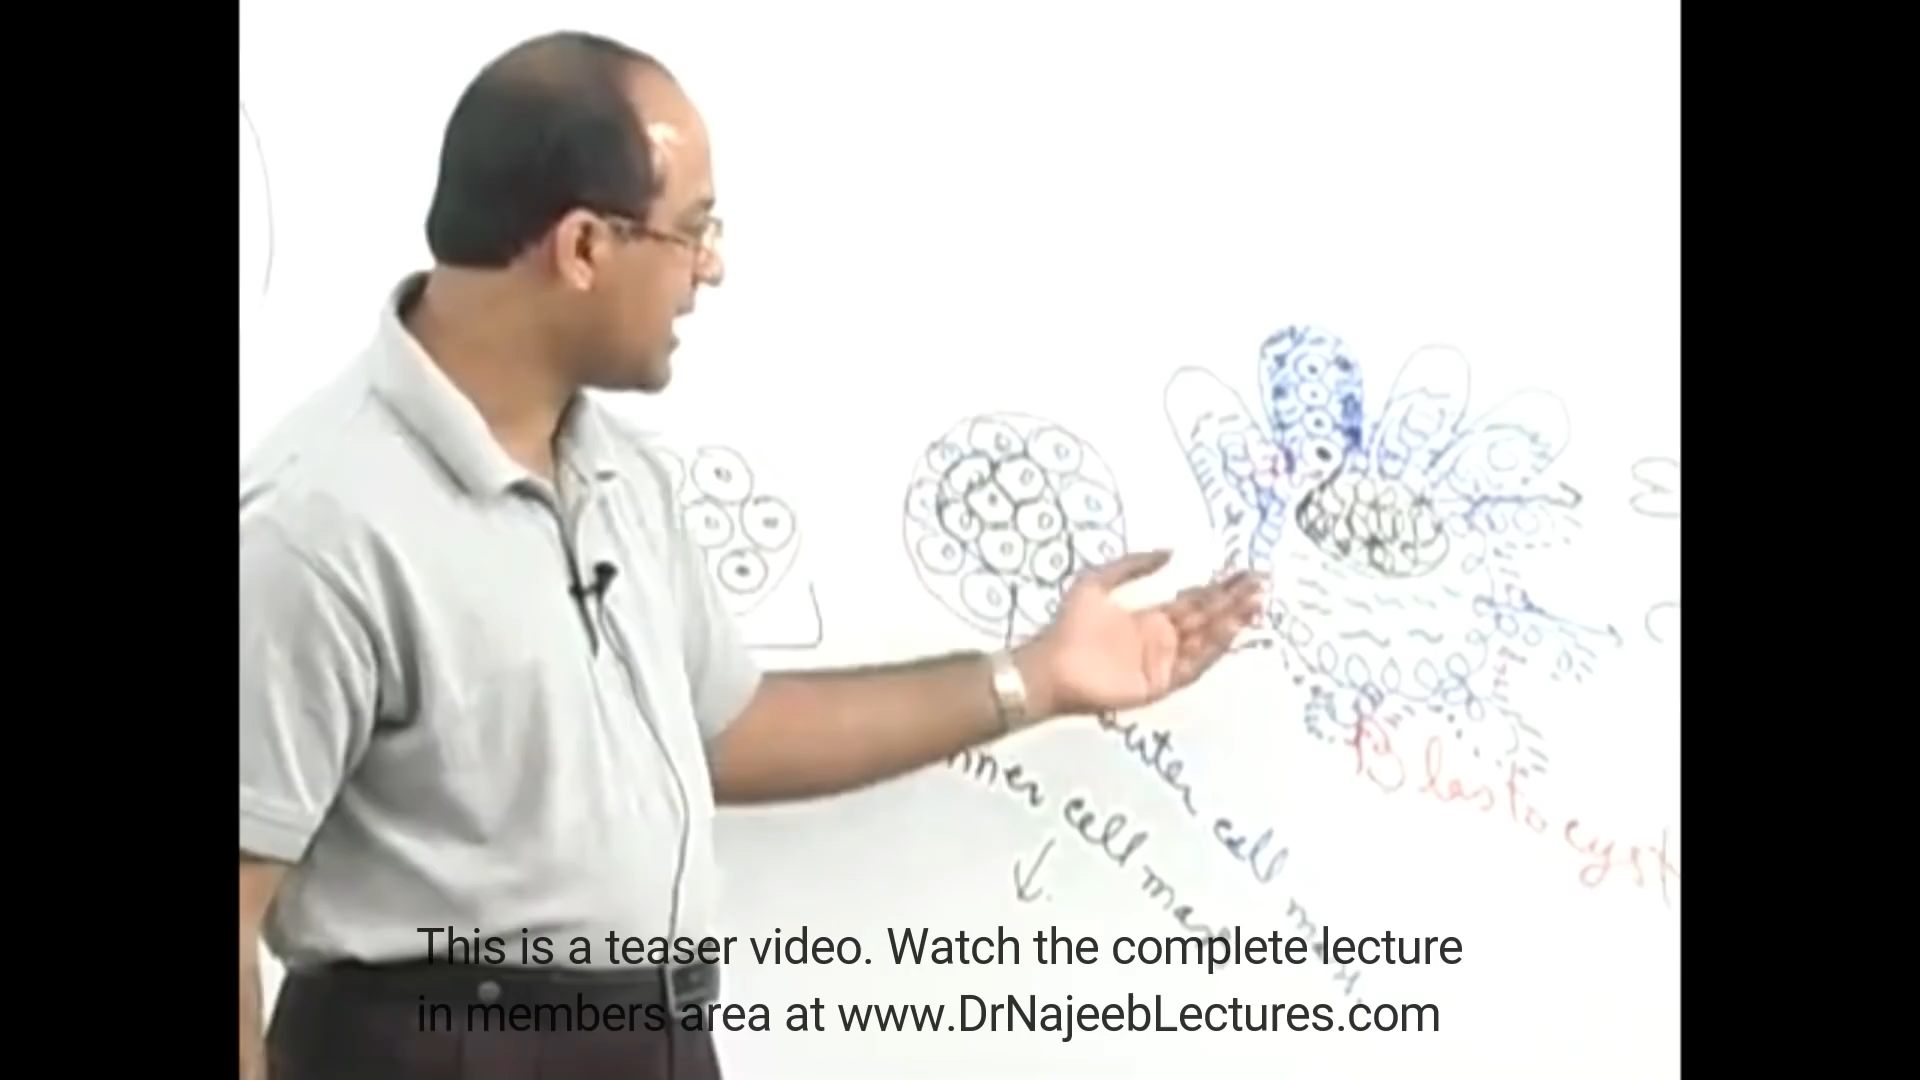 outer cell mass
inner cell mass
Blastocyst
This is a teaser video. Watch the complete lecture
in members area at www.DrNajeebLectures.com